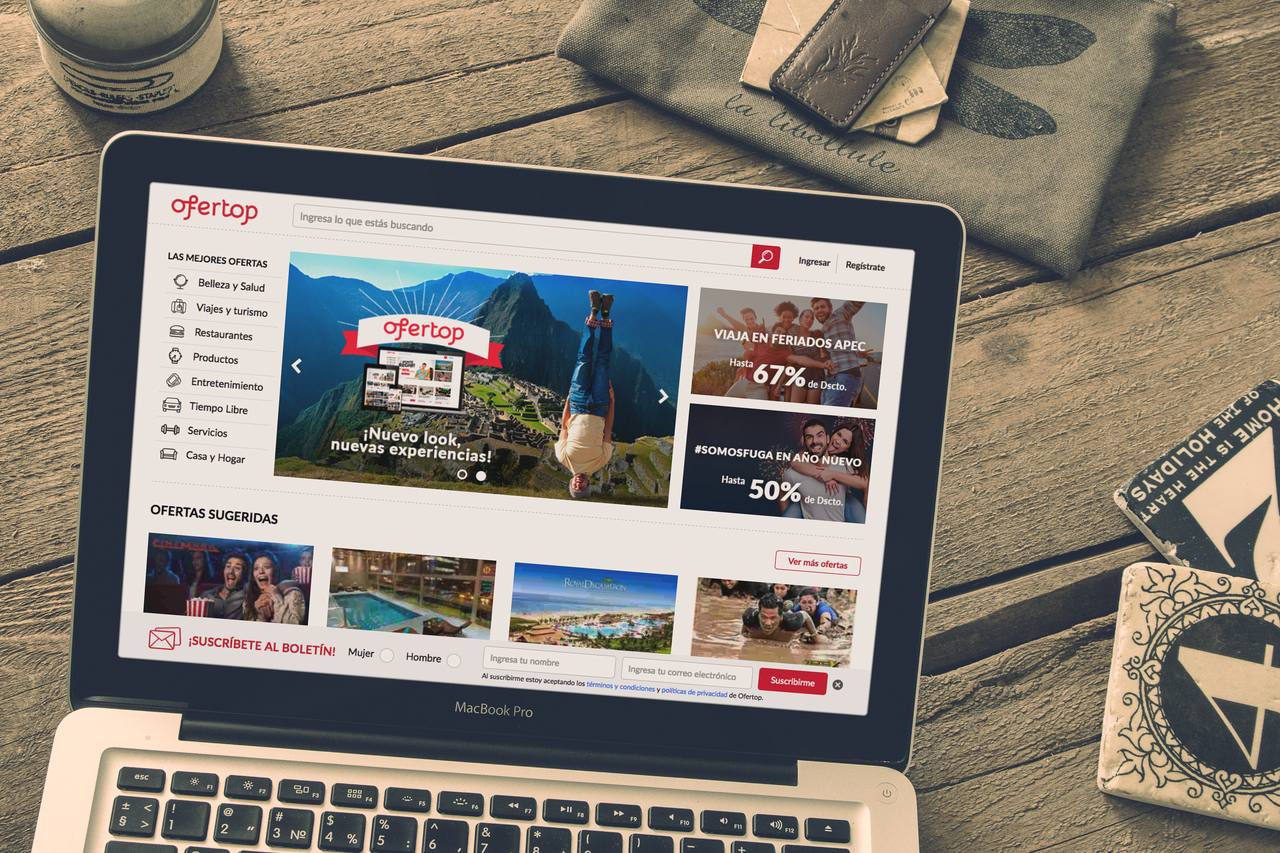 la libellule
ofertop
Ingresa lo que estás buscando
Ingresar
Regístrate
LAS MEJORES OFERTAS
Belleza y Salud
Viajes y turismo
Restaurantes
Productos
Entretenimiento
Tiempo Libre
Servicios
Casa y Hogar
ofertop
¡Nuevo look,
nuevas experiencias!
VIAJA EN FERIADOS APEC
Hasta 67% de Dscto.
#SOMOSFUGA EN AÑO NUEVO
Hasta 50% de Dscto.
HOME IS THE HEART
OF THE HOLIDAYS
OFERTAS SUGERIDAS
Ver más ofertas
CINEMARK
ROYAL DECAMERON
¡SUSCRÍBETE AL BOLETÍN!
Mujer
Hombre
Ingresa tu nombre
Ingresa tu correo electrónico
Suscribirme
Al suscribirme estoy aceptando los términos y condiciones y políticas de privacidad de Ofertop.
MacBook Pro
esc F1 F2 F3 F4 F5 F6 F7 F8 F9 F10 F11 F12
± § < > ! 1 @ 2 " # 3 № $ 4 % % 5 : ^ 6 , & 7 * 8 (